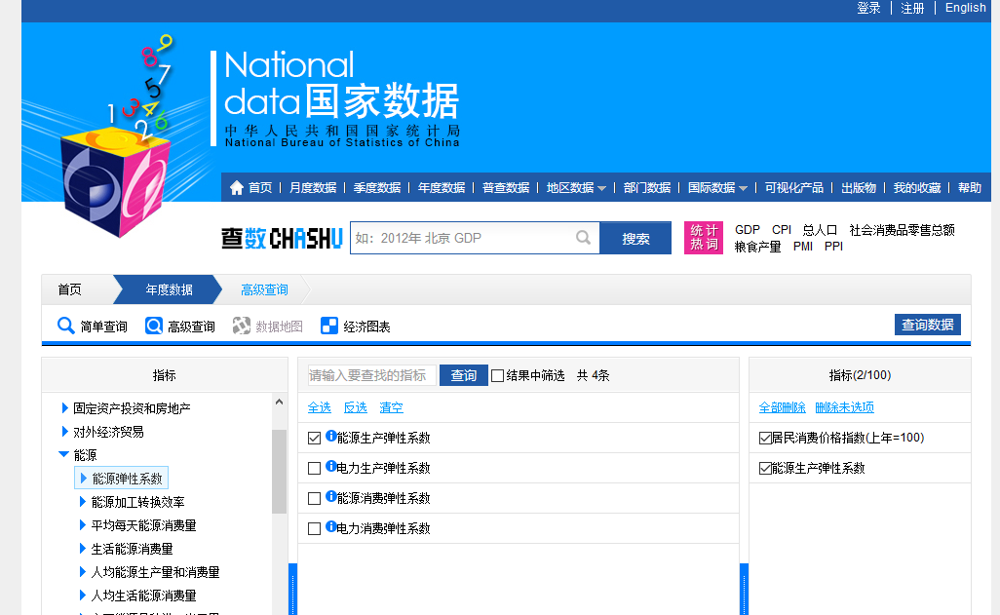 登录 | 注册 | English
National
data国家数据
中华人民共和国国家统计局
National Bureau of Statistics of China
9
8
7
5
1 3 4
2 6
首页 | 月度数据 | 季度数据 | 年度数据 | 普查数据 | 地区数据 | 部门数据 | 国际数据 | 可视化产品 | 出版物 | 我的收藏 | 帮助
查数CHASHU 如：2012年 北京 GDP 搜索
统计
热词
GDP CPI 总人口 社会消费品零售总额
粮食产量 PMI PPI
首页 年度数据 高级查询
简单查询 高级查询 数据地图 经济图表 查询数据
指标
固定资产投资和房地产
对外经济贸易
能源
能源弹性系数
能源加工转换效率
平均每天能源消费量
生活能源消费量
人均能源生产量和消费量
人均生活能源消费量
请输入要查找的指标 查询 结果中筛选 共 4条
全选 反选 清空
能源生产弹性系数
电力生产弹性系数
能源消费弹性系数
电力消费弹性系数
指标(2/100)
全部删除 删除未选项
居民消费价格指数(上年=100)
能源生产弹性系数